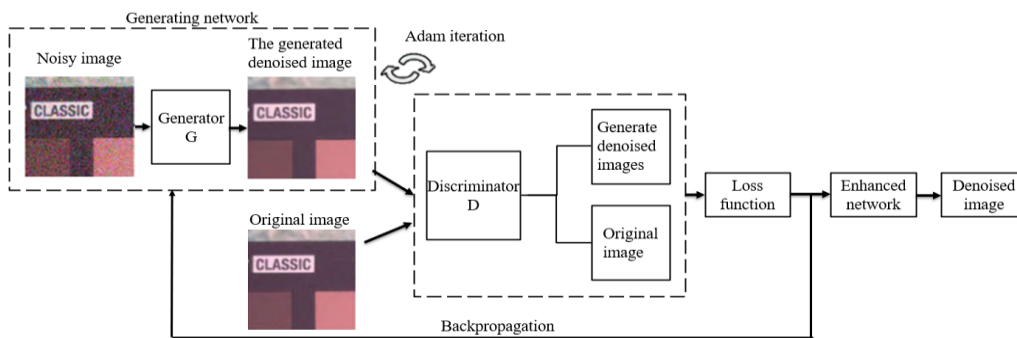 Generating network
Adam iteration
Noisy image
The generated
denoised image
CLASSIC
Generator
G
CLASSIC
Original image
CLASSIC
Discriminator
D
Generate
denoised
images
Original
image
Loss
function
Enhanced
network
Denoised
image
Backpropagation